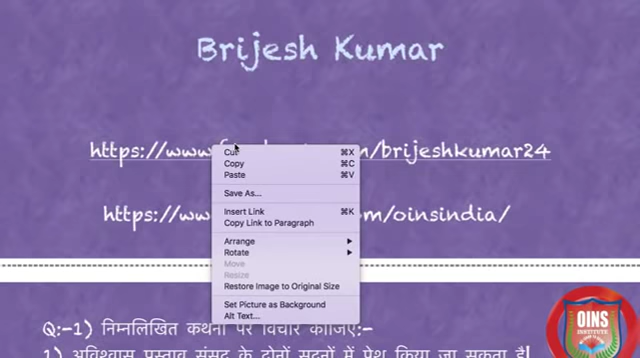 Brijesh Kumar
https://www. /brijeshkumar24
https://www. om/oinsindia/
Cut ⌘X
Copy ⌘C
Paste ⌘V
Save As...
Insert Link ⌘K
Copy Link to Paragraph
Arrange
Rotate
Move
Resize
Restore Image to Original Size
Set Picture as Background
Alt Text...
Q:-1) निम्नलिखित कथनों पर विचार कीजिए:-
1) अविश्वास प्रस्ताव संसद के दोनों सदनों में पेश किया जा सकता है|
OINS
INSTITUTE